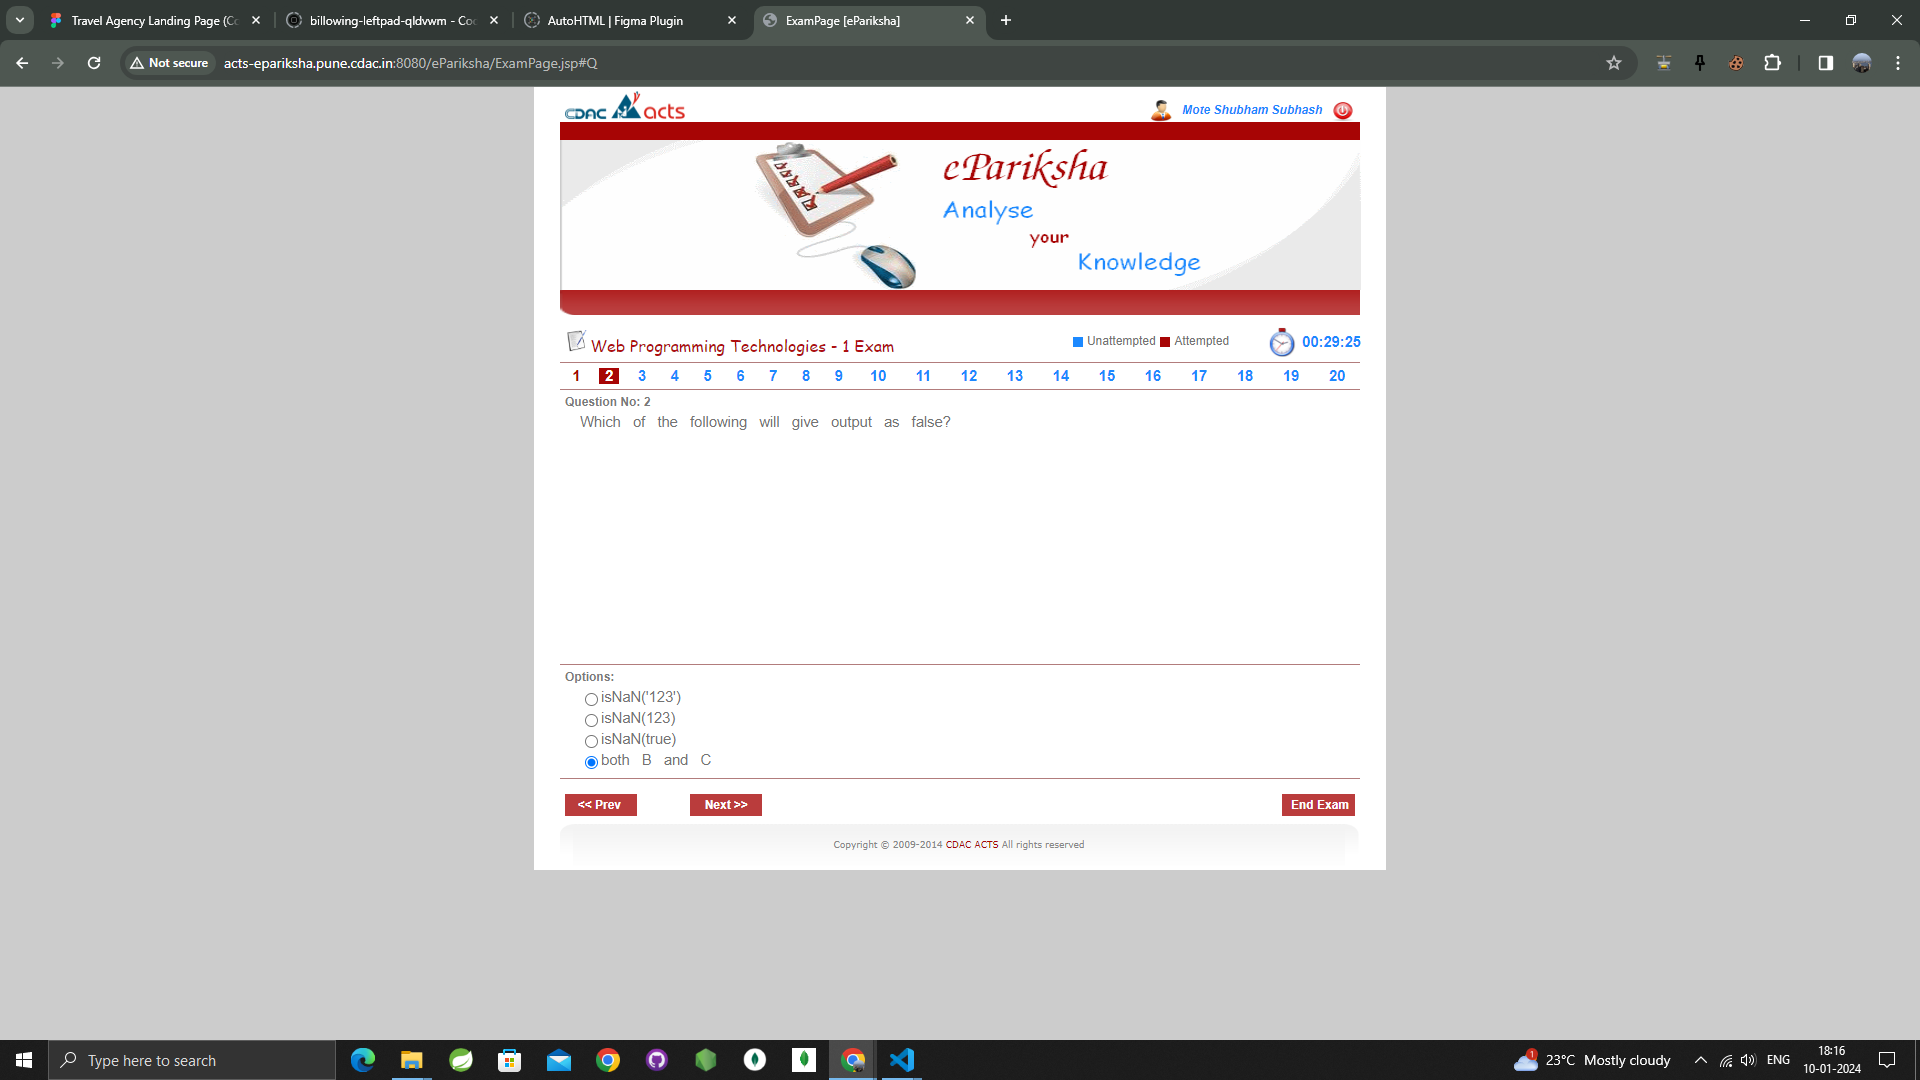 Travel Agency Landing Page (Co
billowing-leftpad-qldvwm - Coc
AutoHTML | Figma Plugin
ExamPage [ePariksha]
Not secure
acts-epariksha.pune.cdac.in:8080/ePariksha/ExamPage.jsp#Q
CDAC acts
Mote Shubham Subhash
ePariksha
Analyse
your
Knowledge
Web Programming Technologies - 1 Exam
Unattempted Attempted
00:29:25
1 2 3 4 5 6 7 8 9 10 11 12 13 14 15 16 17 18 19 20
Question No: 2
Which of the following will give output as false?
Options:
isNaN('123')
isNaN(123)
isNaN(true)
both B and C
<< Prev Next >> End Exam
Copyright © 2009-2014 CDAC ACTS All rights reserved
Type here to search
1
23°C Mostly cloudy
ENG
18:16
10-01-2024